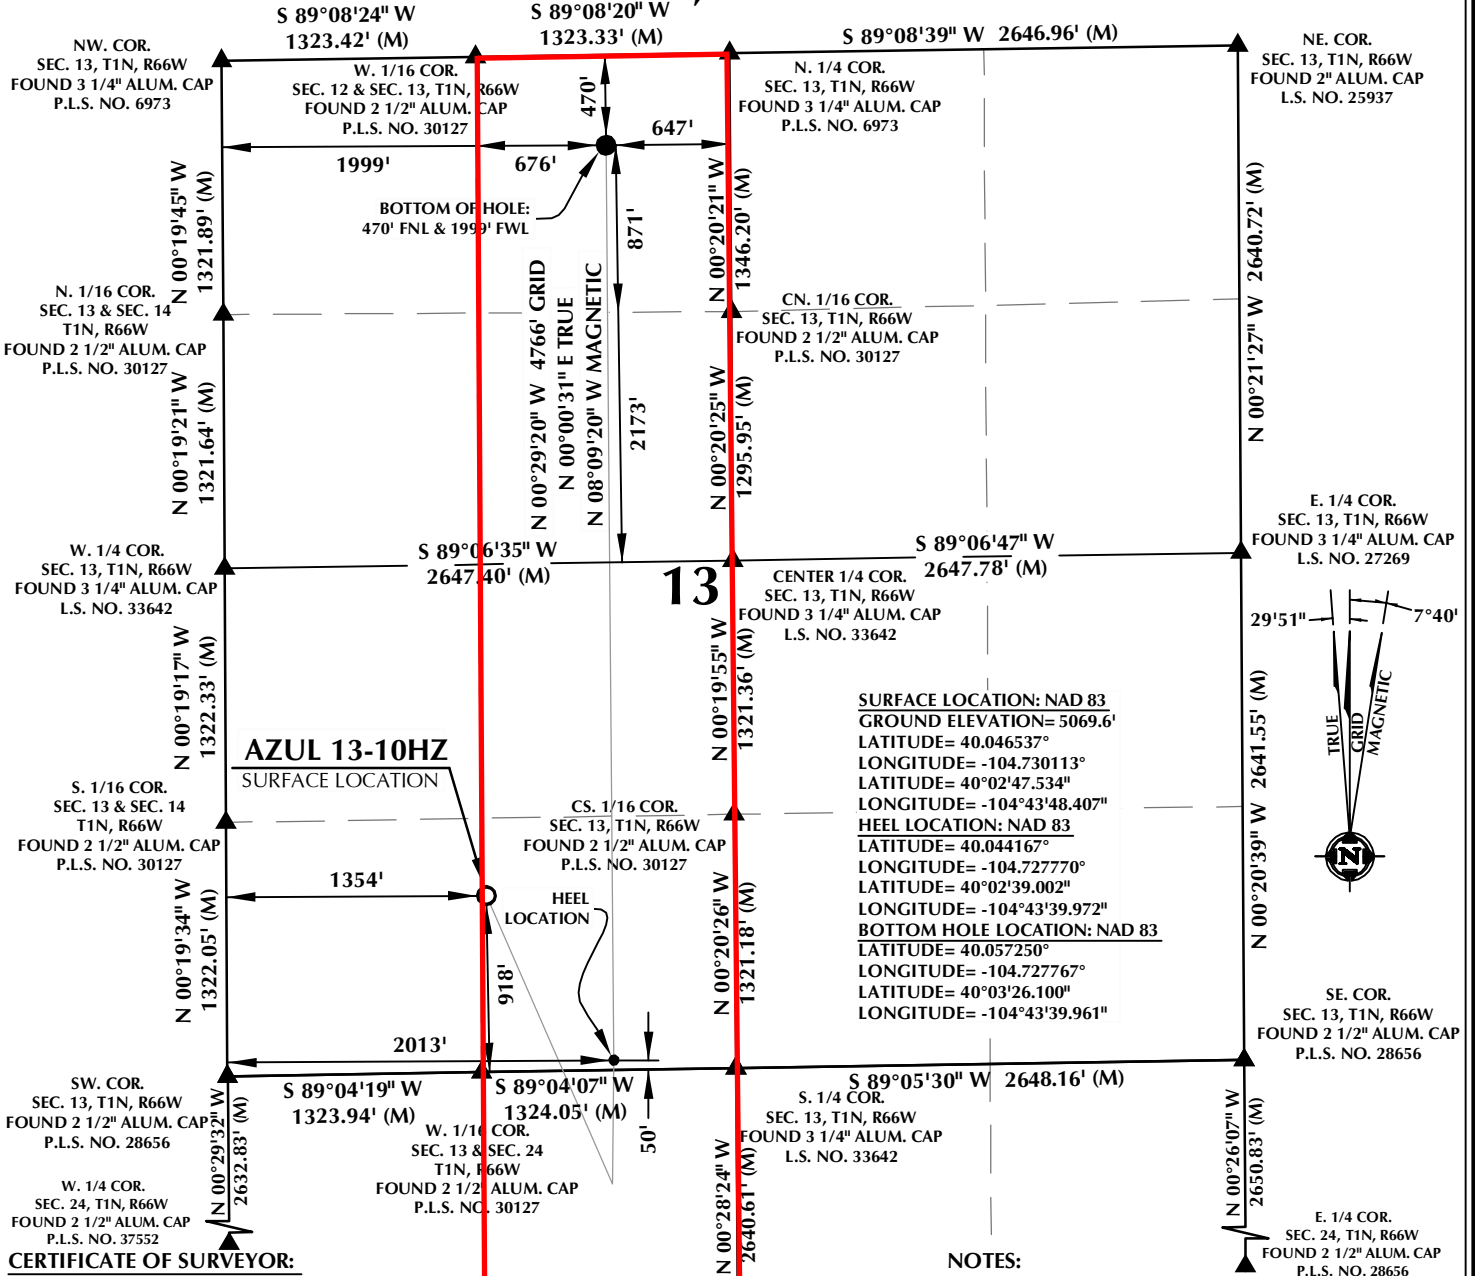 S 89°08'24" W
1323.42' (M)
S 89°08'20" W
1323.33' (M)
S 89°08'39" W 2646.96' (M)
NW. COR.
SEC. 13, T1N, R66W
FOUND 3 1/4" ALUM. CAP
P.L.S. NO. 6973
W. 1/16 COR.
SEC. 12 & SEC. 13, T1N, R66W
FOUND 2 1/2" ALUM. CAP
P.L.S. NO. 30127
N. 1/4 COR.
SEC. 13, T1N, R66W
FOUND 3 1/4" ALUM. CAP
P.L.S. NO. 6973
NE. COR.
SEC. 13, T1N, R66W
FOUND 2" ALUM. CAP
L.S. NO. 25937
470'
647'
1999'
676'
BOTTOM OF HOLE:
470' FNL & 1999' FWL
871'
N 00°19'45" W
1321.89' (M)
N 00°20'21" W
1346.20' (M)
N 00°21'27" W 2640.72' (M)
N. 1/16 COR.
SEC. 13 & SEC. 14
T1N, R66W
FOUND 2 1/2" ALUM. CAP
P.L.S. NO. 30127
N 00°29'20" W 4766' GRID
N 00°00'31" E TRUE
N 08°09'20" W MAGNETIC
CN. 1/16 COR.
SEC. 13, T1N, R66W
FOUND 2 1/2" ALUM. CAP
P.L.S. NO. 30127
N 00°19'21" W
1321.64' (M)
2173'
N 00°20'25" W
1295.95' (M)
W. 1/4 COR.
SEC. 13, T1N, R66W
FOUND 3 1/4" ALUM. CAP
L.S. NO. 33642
S 89°06'35" W
2647.40' (M)
13
S 89°06'47" W
2647.78' (M)
CENTER 1/4 COR.
SEC. 13, T1N, R66W
FOUND 3 1/4" ALUM. CAP
L.S. NO. 33642
E. 1/4 COR.
SEC. 13, T1N, R66W
FOUND 3 1/4" ALUM. CAP
L.S. NO. 27269
29'51"
7°40'
TRUE
GRID
MAGNETIC
N
N 00°19'17" W
1322.33' (M)
N 00°19'55" W
1321.36' (M)
N 00°20'39" W 2641.55' (M)
AZUL 13-10HZ
SURFACE LOCATION
SURFACE LOCATION: NAD 83
GROUND ELEVATION= 5069.6'
LATITUDE= 40.046537°
LONGITUDE= -104.730113°
LATITUDE= 40°02'47.534"
LONGITUDE= -104°43'48.407"
HEEL LOCATION: NAD 83
LATITUDE= 40.044167°
LONGITUDE= -104.727770°
LATITUDE= 40°02'39.002"
LONGITUDE= -104°43'39.972"
BOTTOM HOLE LOCATION: NAD 83
LATITUDE= 40.057250°
LONGITUDE= -104.727767°
LATITUDE= 40°03'26.100"
LONGITUDE= -104°43'39.961"
S. 1/16 COR.
SEC. 13 & SEC. 14
T1N, R66W
FOUND 2 1/2" ALUM. CAP
P.L.S. NO. 30127
CS. 1/16 COR.
SEC. 13, T1N, R66W
FOUND 2 1/2" ALUM. CAP
P.L.S. NO. 30127
1354'
HEEL
LOCATION
N 00°19'34" W
1322.05' (M)
918'
N 00°20'26" W
1321.18' (M)
2013'
50'
SE. COR.
SEC. 13, T1N, R66W
FOUND 2 1/2" ALUM. CAP
P.L.S. NO. 28656
SW. COR.
SEC. 13, T1N, R66W
FOUND 2 1/2" ALUM. CAP
P.L.S. NO. 28656
S 89°04'19" W
1323.94' (M)
S 89°04'07" W
1324.05' (M)
S 89°05'30" W 2648.16' (M)
W. 1/16 COR.
SEC. 13 & SEC. 24
T1N, R66W
FOUND 2 1/2" ALUM. CAP
P.L.S. NO. 30127
S. 1/4 COR.
SEC. 13, T1N, R66W
FOUND 3 1/4" ALUM. CAP
L.S. NO. 33642
N 00°29'32" W
2632.83' (M)
N 00°28'24" W
2640.61' (M)
N 00°26'07" W
2650.83' (M)
W. 1/4 COR.
SEC. 24, T1N, R66W
FOUND 2 1/2" ALUM. CAP
P.L.S. NO. 37552
E. 1/4 COR.
SEC. 24, T1N, R66W
FOUND 2 1/2" ALUM. CAP
P.L.S. NO. 28656
CERTIFICATE OF SURVEYOR:
NOTES: